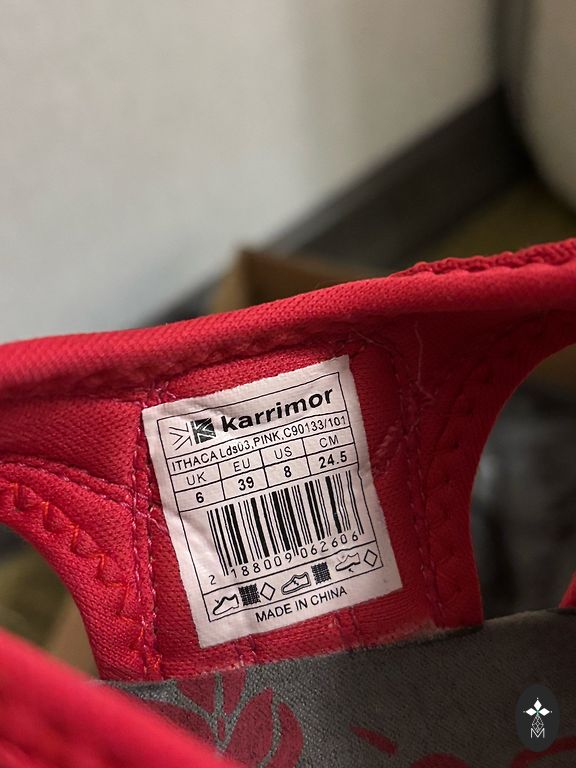 karrimor
ITHACA Lds03,PINK,C90133/101
UK EU US CM
6 39 8 24.5
2 188009 062606
MADE IN CHINA
M